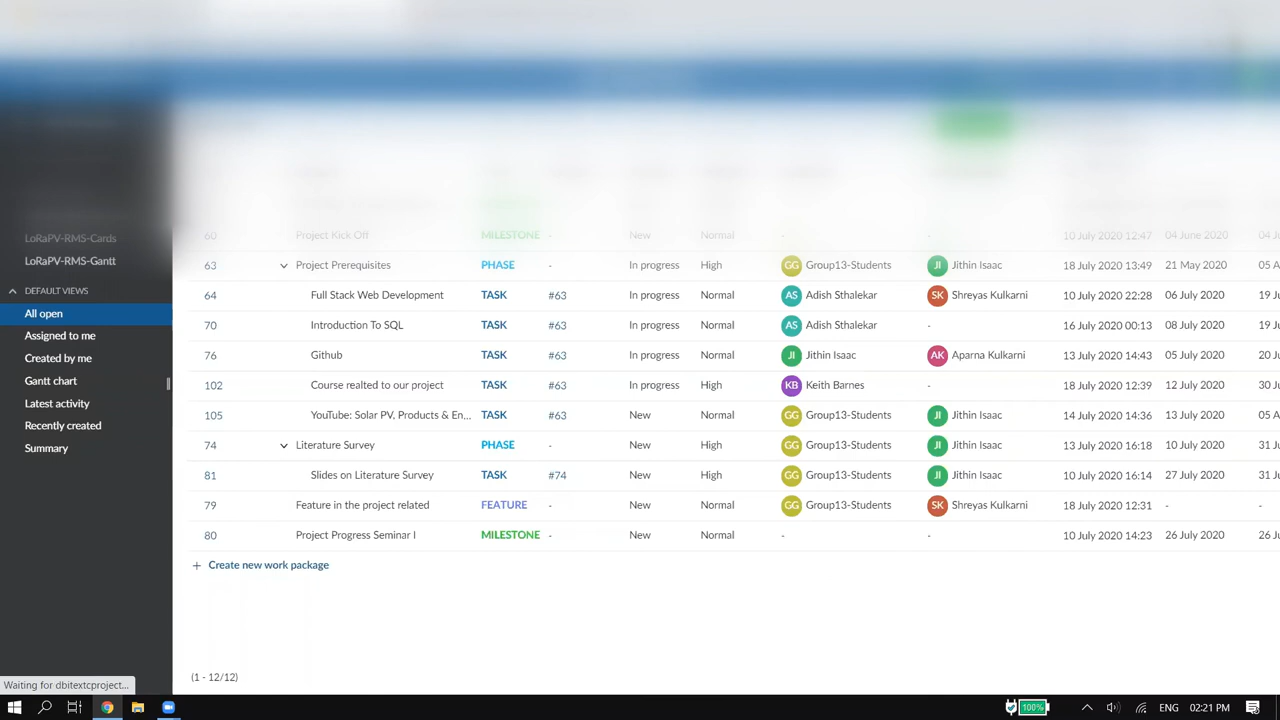 LoRaPV-RMS-Cards
LoRaPV-RMS-Gantt
DEFAULT VIEWS
All open
Assigned to me
Created by me
Gantt chart
Latest activity
Recently created
Summary
60 Project Kick Off MILESTONE - New Normal - - 10 July 2020 12:47 04 June 2020 04 Ju
63 Project Prerequisites PHASE - In progress High GG Group13-Students JI Jithin Isaac 18 July 2020 13:49 21 May 2020 05 A
64 Full Stack Web Development TASK #63 In progress Normal AS Adish Sthalekar SK Shreyas Kulkarni 10 July 2020 22:28 06 July 2020 19 J
70 Introduction To SQL TASK #63 In progress Normal AS Adish Sthalekar - 16 July 2020 00:13 08 July 2020 19 J
76 Github TASK #63 In progress Normal JI Jithin Isaac AK Aparna Kulkarni 13 July 2020 14:43 05 July 2020 20 J
102 Course realted to our project TASK #63 In progress High KB Keith Barnes - 18 July 2020 12:39 12 July 2020 30 J
105 YouTube: Solar PV, Products & En... TASK #63 New Normal GG Group13-Students JI Jithin Isaac 14 July 2020 14:36 13 July 2020 05 A
74 Literature Survey PHASE - New High GG Group13-Students JI Jithin Isaac 13 July 2020 16:18 10 July 2020 31 J
81 Slides on Literature Survey TASK #74 New High GG Group13-Students JI Jithin Isaac 10 July 2020 16:14 27 July 2020 31 J
79 Feature in the project related FEATURE - New Normal GG Group13-Students SK Shreyas Kulkarni 18 July 2020 12:31 - -
80 Project Progress Seminar I MILESTONE - New Normal - - 10 July 2020 14:23 26 July 2020 26 J
+ Create new work package
(1 - 12/12)
Waiting for dbitextcproject...
100% ENG 02:21 PM